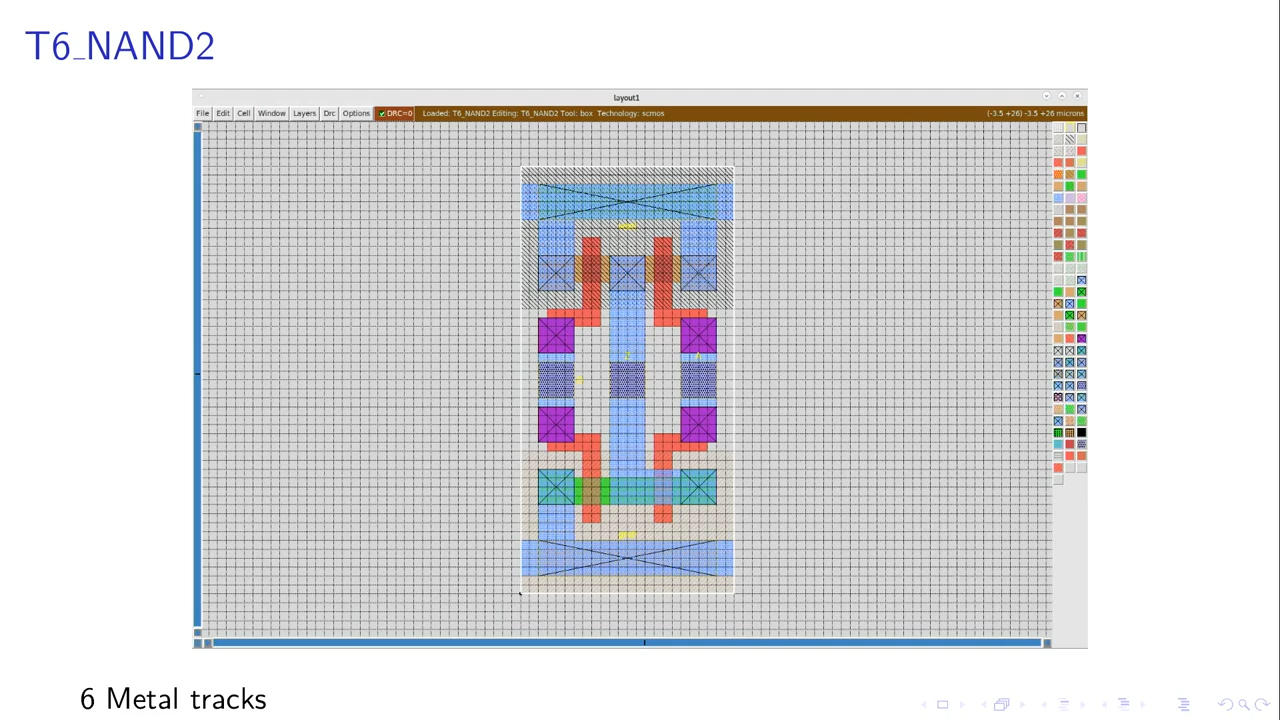 T6_NAND2
layout1
File Edit Cell Window Layers Drc Options DRC=0 Loaded: T6_NAND2 Editing: T6_NAND2 Tool: box Technology: scmos (-3.5 +26) -3.5 +26 microns
6 Metal tracks